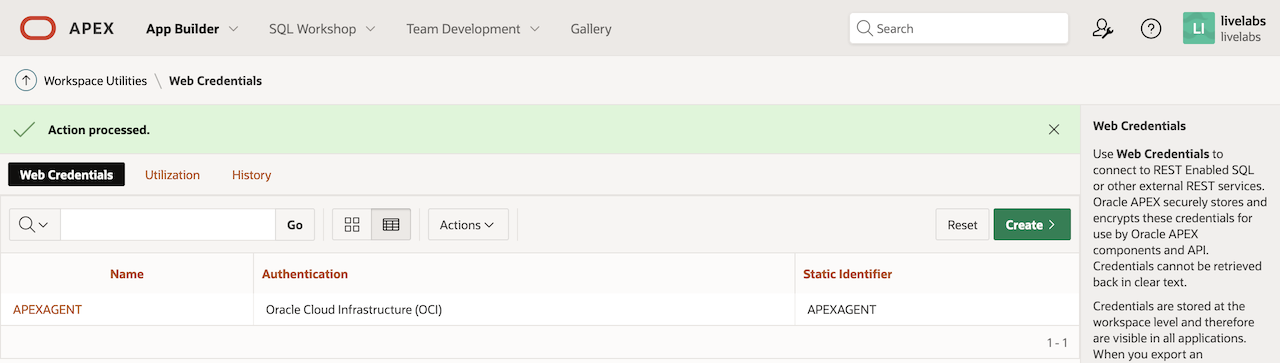 APEX
App Builder
SQL Workshop
Team Development
Gallery
Search
LI
livelabs
livelabs
Workspace Utilities \ Web Credentials
Action processed.
Web Credentials
Utilization
History
Go
Actions
Reset
Create
Name
Authentication
Static Identifier
APEXAGENT
Oracle Cloud Infrastructure (OCI)
APEXAGENT
1 - 1
Web Credentials
Use Web Credentials to
connect to REST Enabled SQL
or other external REST services.
Oracle APEX securely stores and
encrypts these credentials for
use by Oracle APEX
components and API.
Credentials cannot be retrieved
back in clear text.
Credentials are stored at the
workspace level and therefore
are visible in all applications.
When you export an